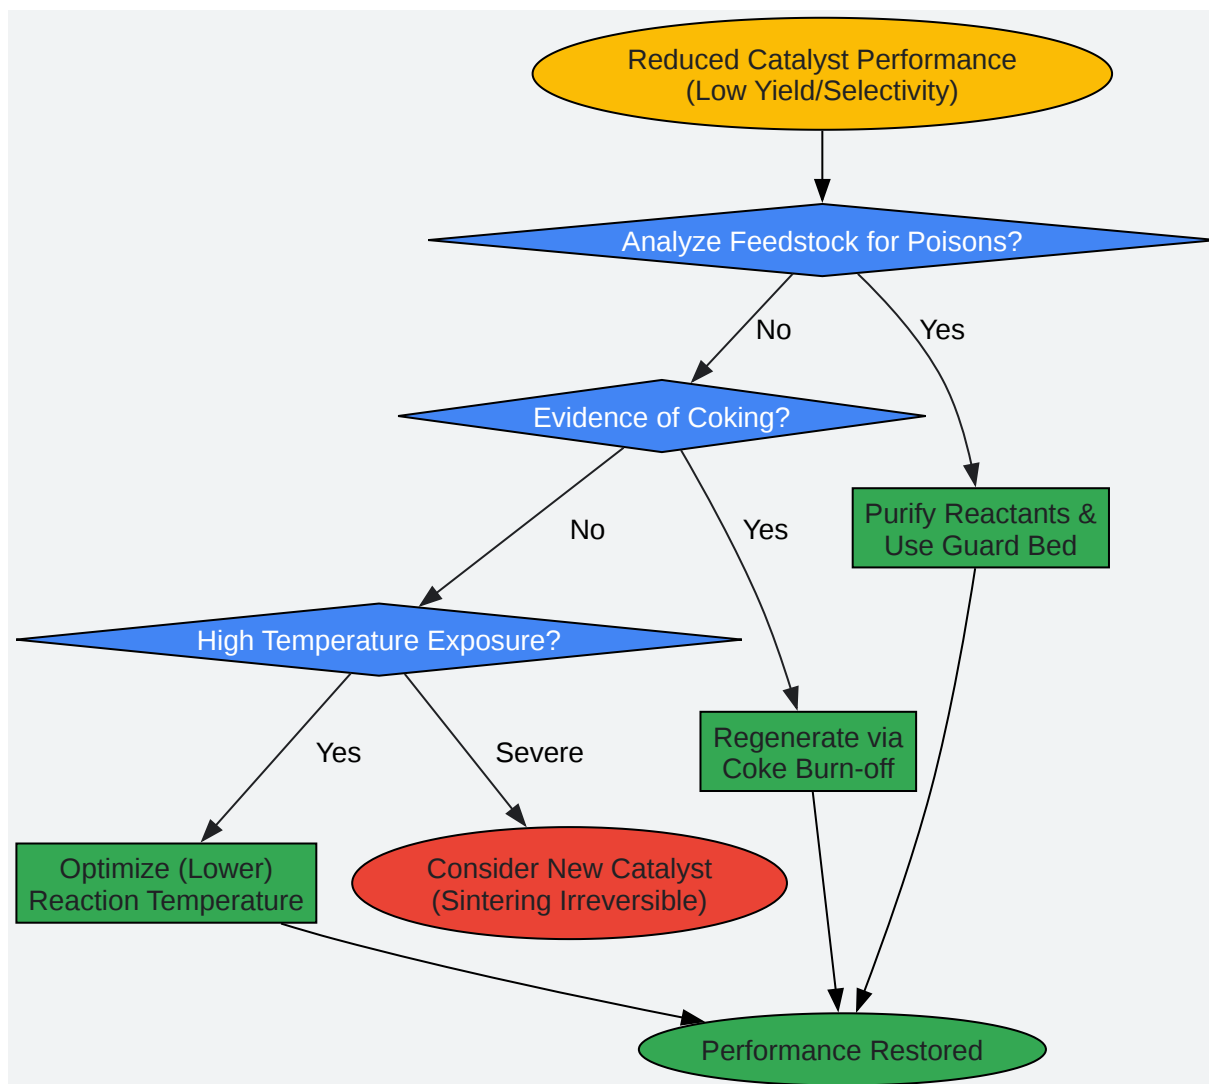 Reduced Catalyst Performance
(Low Yield/Selectivity)
Analyze Feedstock for Poisons?
No
Yes
Evidence of Coking?
Purify Reactants &
Use Guard Bed
No
Yes
High Temperature Exposure?
Regenerate via
Coke Burn-off
Yes
Severe
Optimize (Lower)
Reaction Temperature
Consider New Catalyst
(Sintering Irreversible)
Performance Restored